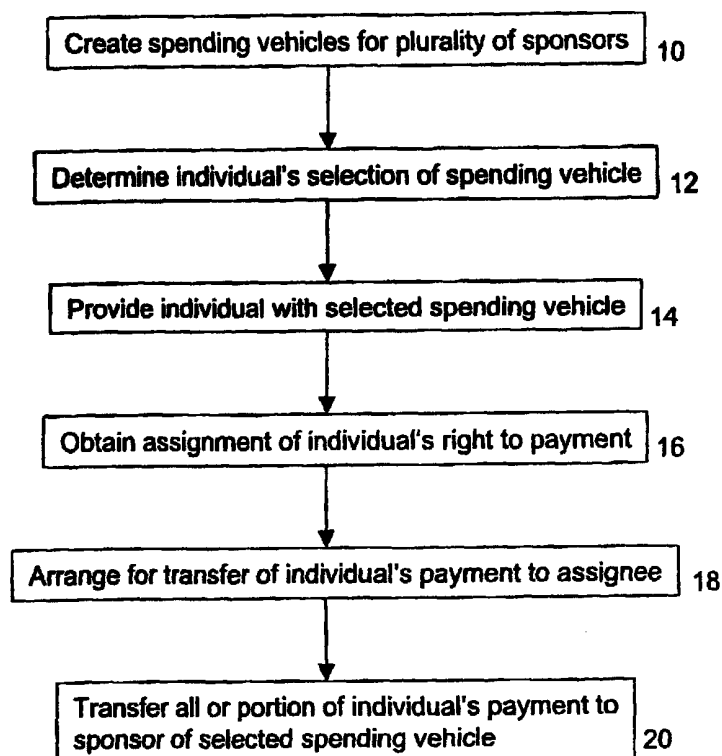 Create spending vehicles for plurality of sponsors 10
Determine individual's selection of spending vehicle 12
Provide individual with selected spending vehicle 14
Obtain assignment of individual's right to payment 16
Arrange for transfer of individual's payment to assignee 18
Transfer all or portion of individual's payment to
sponsor of selected spending vehicle 20